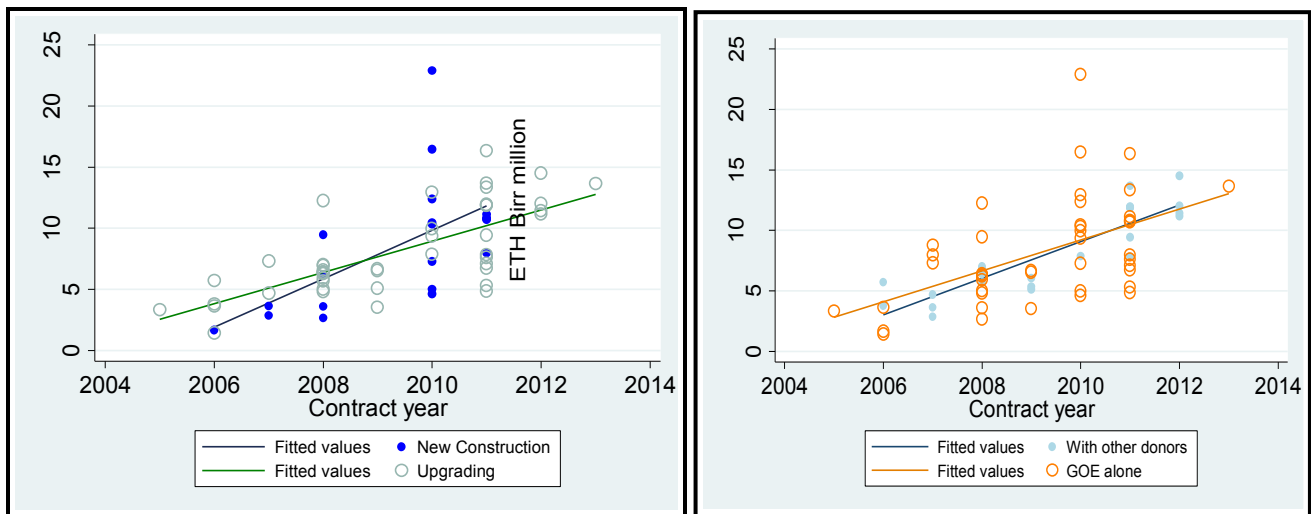 25
20
15
10
5
0
2004 2006 2008 2010 2012 2014
Contract year
Fitted values New Construction
Fitted values Upgrading
ETH Birr million
25
20
15
10
5
0
2004 2006 2008 2010 2012 2014
Contract year
Fitted values With other donors
Fitted values GOE alone